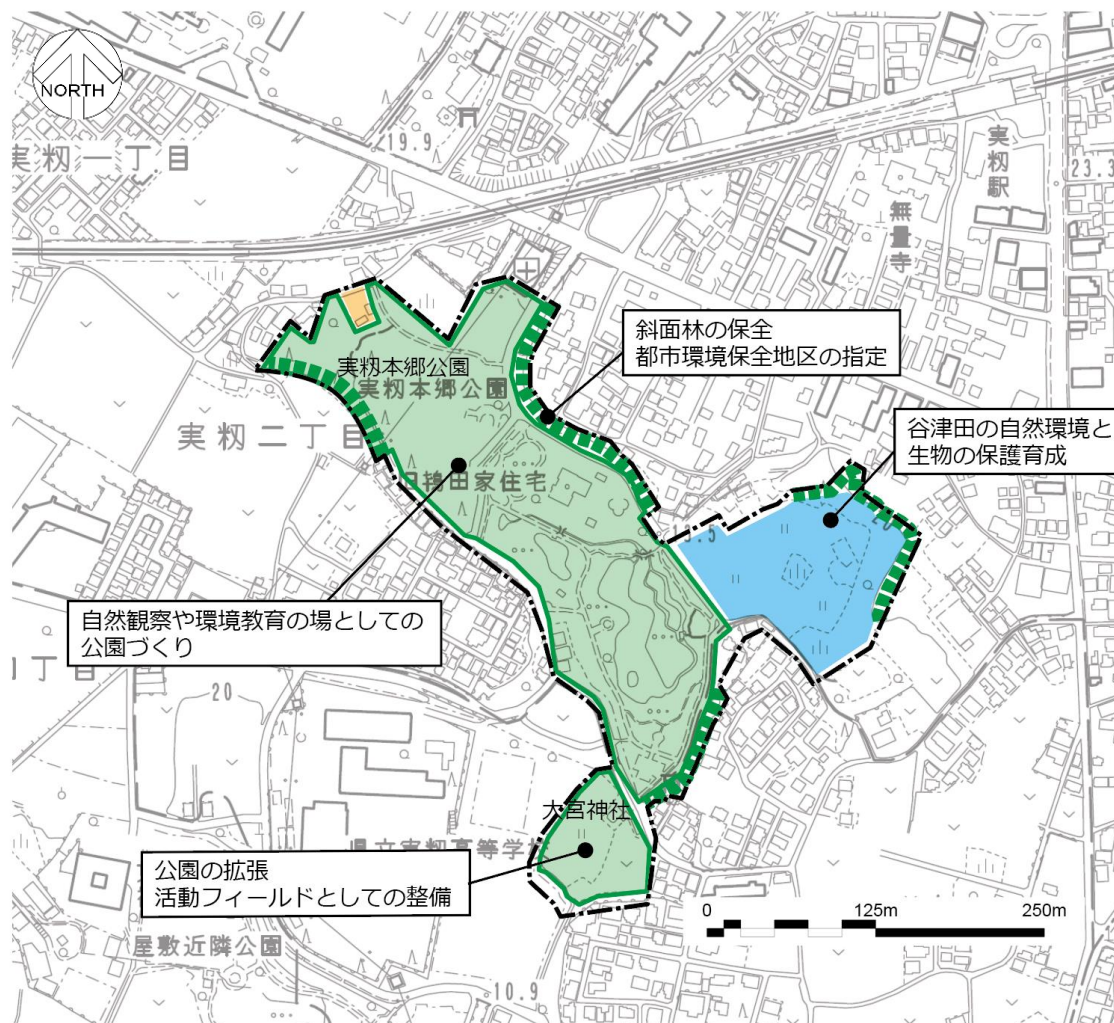 NORTH
19.9
実籾一丁目
実籾駅
23.3
無量寺
斜面林の保全
都市環境保全地区の指定
実籾本郷公園
実籾本郷公園
実籾二丁目
谷津田の自然環境と
生物の保護育成
旧鴇田家住宅
自然観察や環境教育の場としての
公園づくり
丁目
20
大宮神社
県立実籾高等学校
公園の拡張
活動フィールドとしての整備
0
125m
250m
屋敷近隣公園
10.9